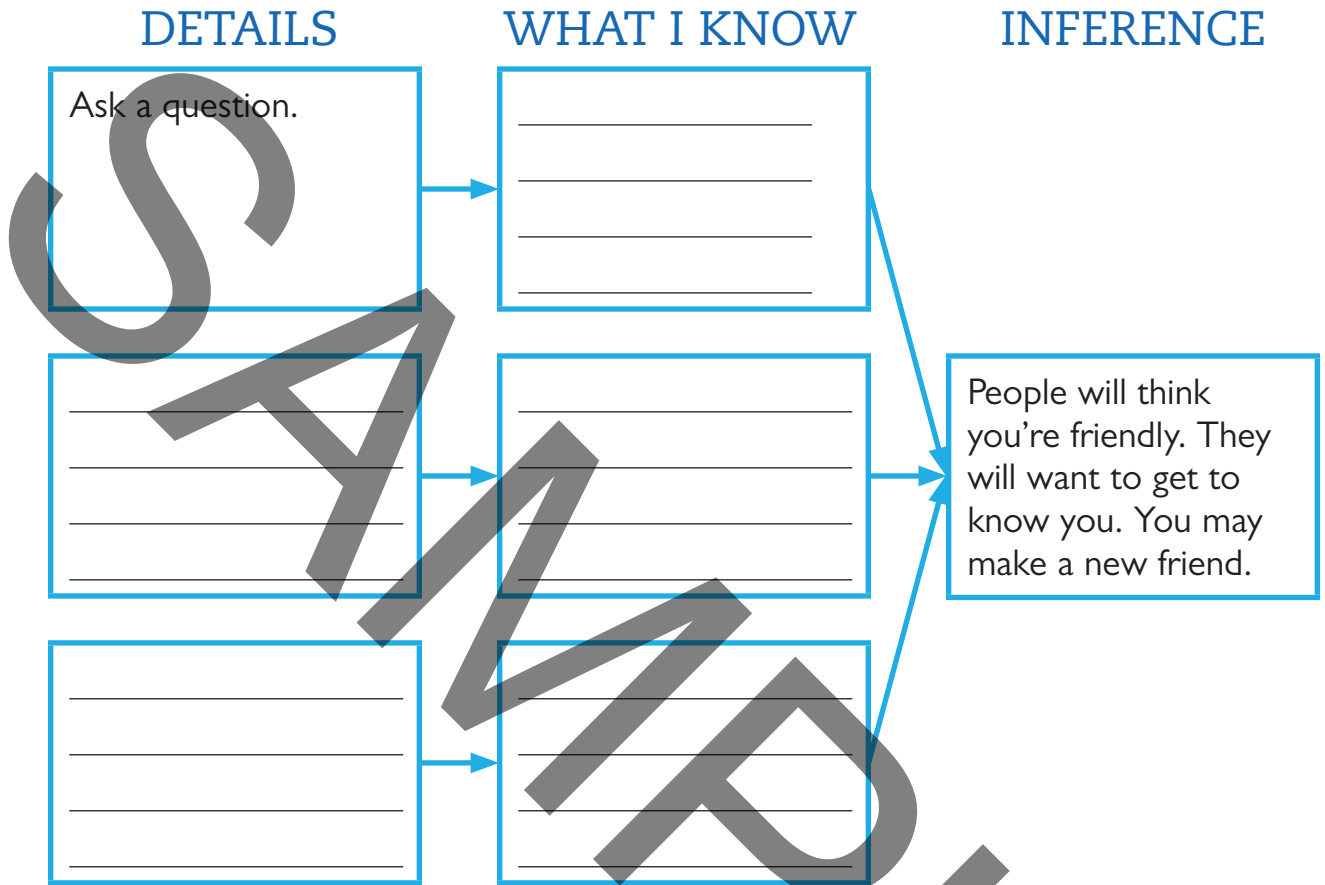 DETAILS
WHAT I KNOW
INFERENCE
Ask a question.
People will think
you're friendly. They
will want to get to
know you. You may
make a new friend.
SAMP